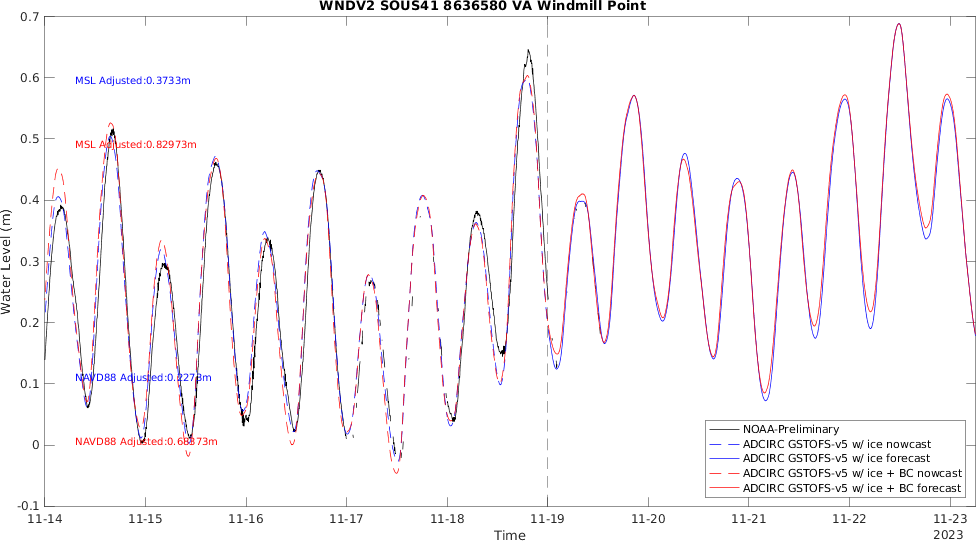 WNDV2 SOUS41 8636580 VA Windmill Point
0.7
0.6
0.5
0.4
0.3
0.2
0.1
0
-0.1
Water Level (m)
MSL Adjusted:0.3733m
MSL Adjusted:0.82973m
NAVD88 Adjusted:0.2273m
NAVD88 Adjusted:0.68373m
NOAA-Preliminary
ADCIRC GSTOFS-v5 w/ ice nowcast
ADCIRC GSTOFS-v5 w/ ice forecast
ADCIRC GSTOFS-v5 w/ ice + BC nowcast
ADCIRC GSTOFS-v5 w/ ice + BC forecast
11-14 11-15 11-16 11-17 11-18 11-19 11-20 11-21 11-22 11-23
Time
2023